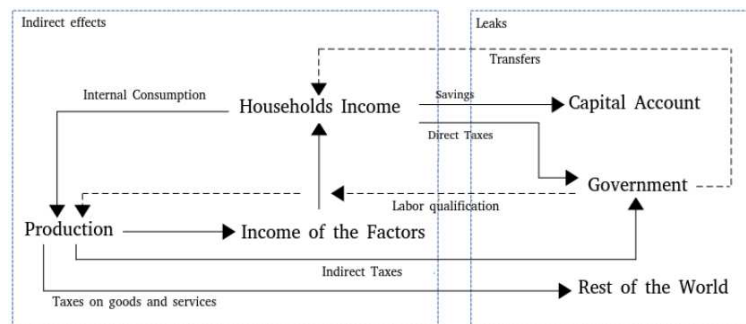 Indirect effects
Leaks
Transfers
Internal Consumption
Savings
Households Income
Capital Account
Direct Taxes
Government
Labor qualification
Production
Income of the Factors
Indirect Taxes
Rest of the World
Taxes on goods and services